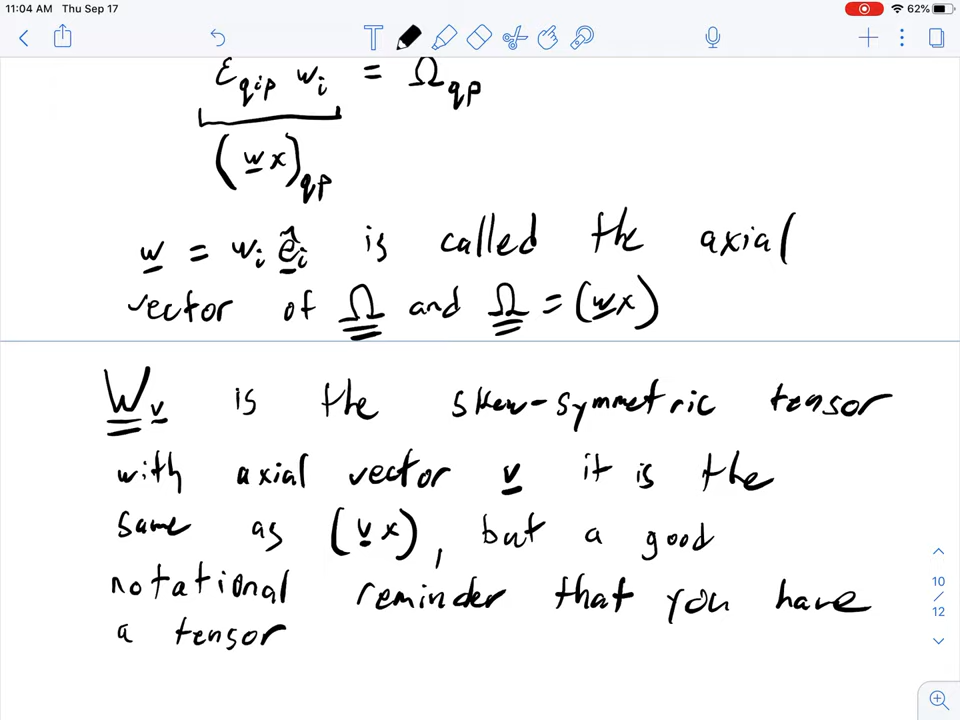 11:04 AM Thu Sep 17 62%
ε_qip w_i = Ω_qp
(w×)_qp
w = w_i ê_i is called the axial
vector of Ω and Ω = (w×)
W_v is the skew-symmetric tensor
with axial vector v it is the
same as (v×), but a good
notational reminder that you have
a tensor
10
/
12